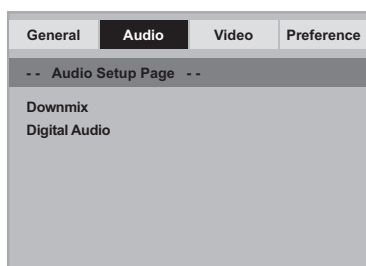 General Audio Video Preference
- - Audio Setup Page - -
Downmix
Digital Audio